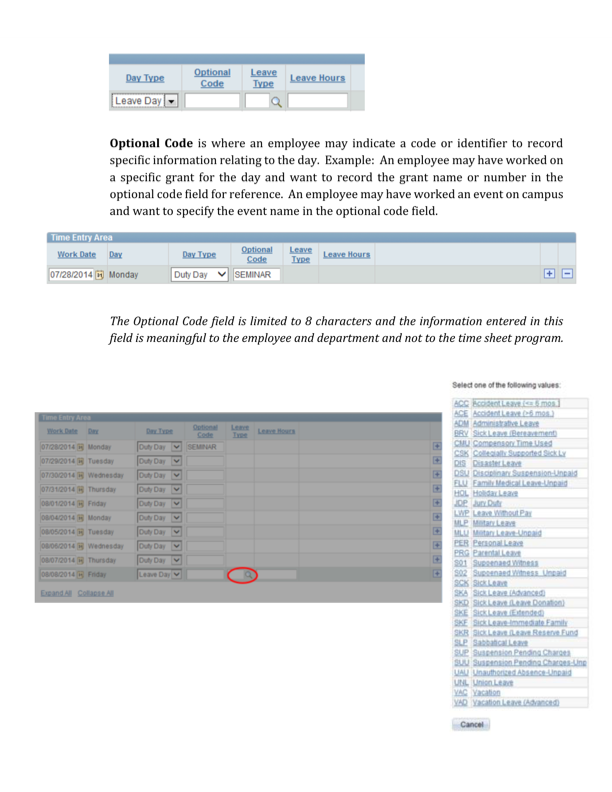 Day Type Optional Code Leave Type Leave Hours
Leave Day
Optional Code is where an employee may indicate a code or identifier to record
specific information relating to the day. Example: An employee may have worked on
a specific grant for the day and want to record the grant name or number in the
optional code field for reference. An employee may have worked an event on campus
and want to specify the event name in the optional code field.
Time Entry Area
Work Date Day Day Type Optional Code Leave Type Leave Hours
07/28/2014 Monday Duty Day SEMINAR
The Optional Code field is limited to 8 characters and the information entered in this
field is meaningful to the employee and department and not to the time sheet program.
Time Entry Area
Work Date Day Day Type Optional Code Leave Type Leave Hours
07/28/2014 Monday Duty Day SEMINAR
07/29/2014 Tuesday Duty Day
07/30/2014 Wednesday Duty Day
07/31/2014 Thursday Duty Day
08/01/2014 Friday Duty Day
08/04/2014 Monday Duty Day
08/05/2014 Tuesday Duty Day
08/06/2014 Wednesday Duty Day
08/07/2014 Thursday Duty Day
08/08/2014 Friday Leave Day
Expand All Collapse All
Select one of the following values:
ACC Accident Leave (<= 6 mos.)
ACE Accident Leave (>6 mos.)
ADM Administrative Leave
BRV Sick Leave (Bereavement)
CMU Compensory Time Used
CSK Collegially Supported Sick Lv
DIS Disaster Leave
DSU Disciplinary Suspension-Unpaid
FLU Family Medical Leave-Unpaid
HOL Holiday Leave
JDP Jury Duty
LWP Leave Without Pay
MLP Military Leave
MLU Military Leave-Unpaid
PER Personal Leave
PRG Parental Leave
S01 Supoenaed Witness
S02 Supoenaed Witness_Unpaid
SCK Sick Leave
SKA Sick Leave (Advanced)
SKD Sick Leave (Leave Donation)
SKE Sick Leave (Extended)
SKF Sick Leave-Immediate Family
SKR Sick Leave (Leave Reserve Fund
SLP Sabbatical Leave
SUP Suspension Pending Charges
SUU Suspension Pending Charges-Unp
UAU Unauthorized Absence-Unpaid
UNL Union Leave
VAC Vacation
VAD Vacation Leave (Advanced)
Cancel